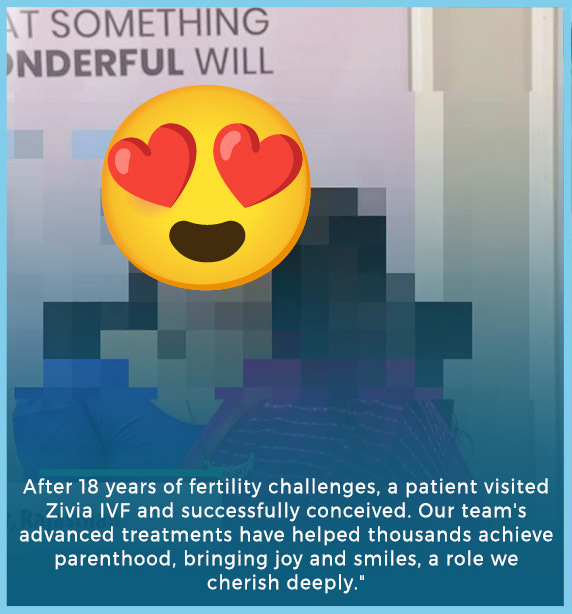 AT SOMETHING
ONDERFUL WILL
After 18 years of fertility challenges, a patient visited
Zivia IVF and successfully conceived. Our team's
advanced treatments have helped thousands achieve
parenthood, bringing joy and smiles, a role we
cherish deeply."